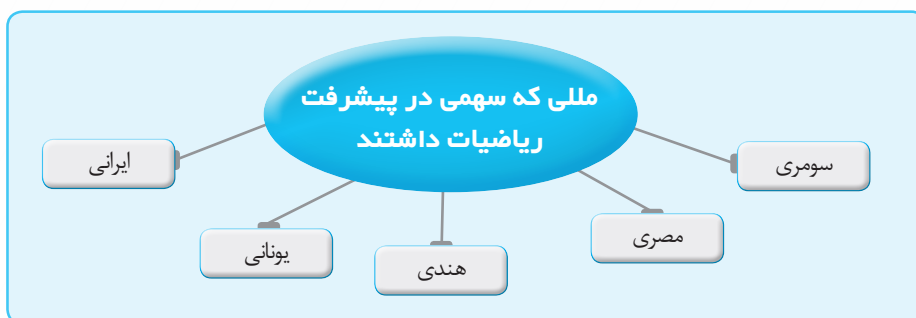 مللی که سهمی در پیشرفت
ریاضیات داشتند
سومری
مصری
هندی
یونانی
ایرانی